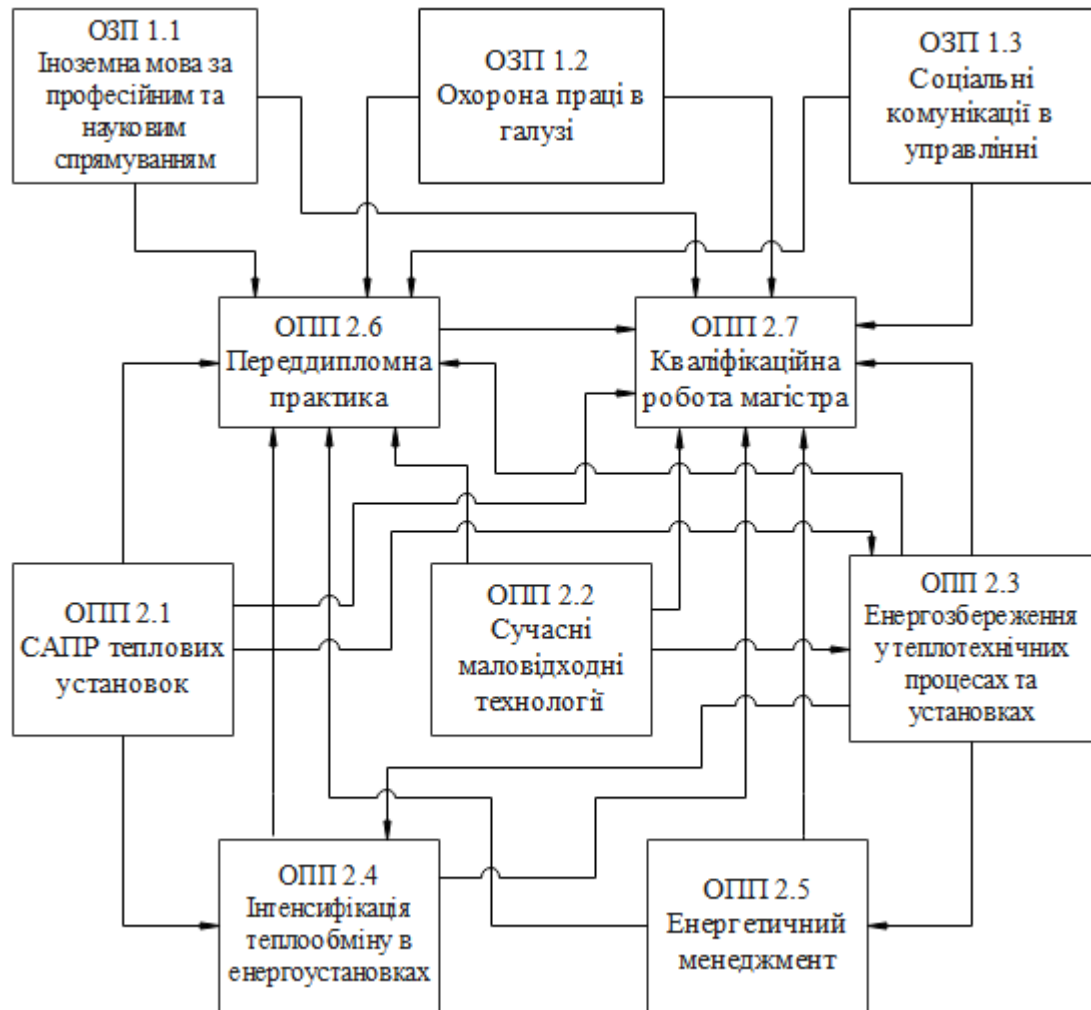 ОЗП 1.1
Іноземна мова за
професійним та
науковим
спрямуванням
ОЗП 1.2
Охорона праці в
галузі
ОЗП 1.3
Соціальні
комунікації в
управлінні
ОПП 2.6
Переддипломна
практика
ОПП 2.7
Кваліфікаційна
робота магістра
ОПП 2.1
САПР теплових
установок
ОПП 2.2
Сучасні
маловідходні
технології
ОПП 2.3
Енергозбереження
у теплотехнічних
процесах та
установках
ОПП 2.4
Інтенсифікація
теплообміну в
енергоустановках
ОПП 2.5
Енергетичний
менеджмент